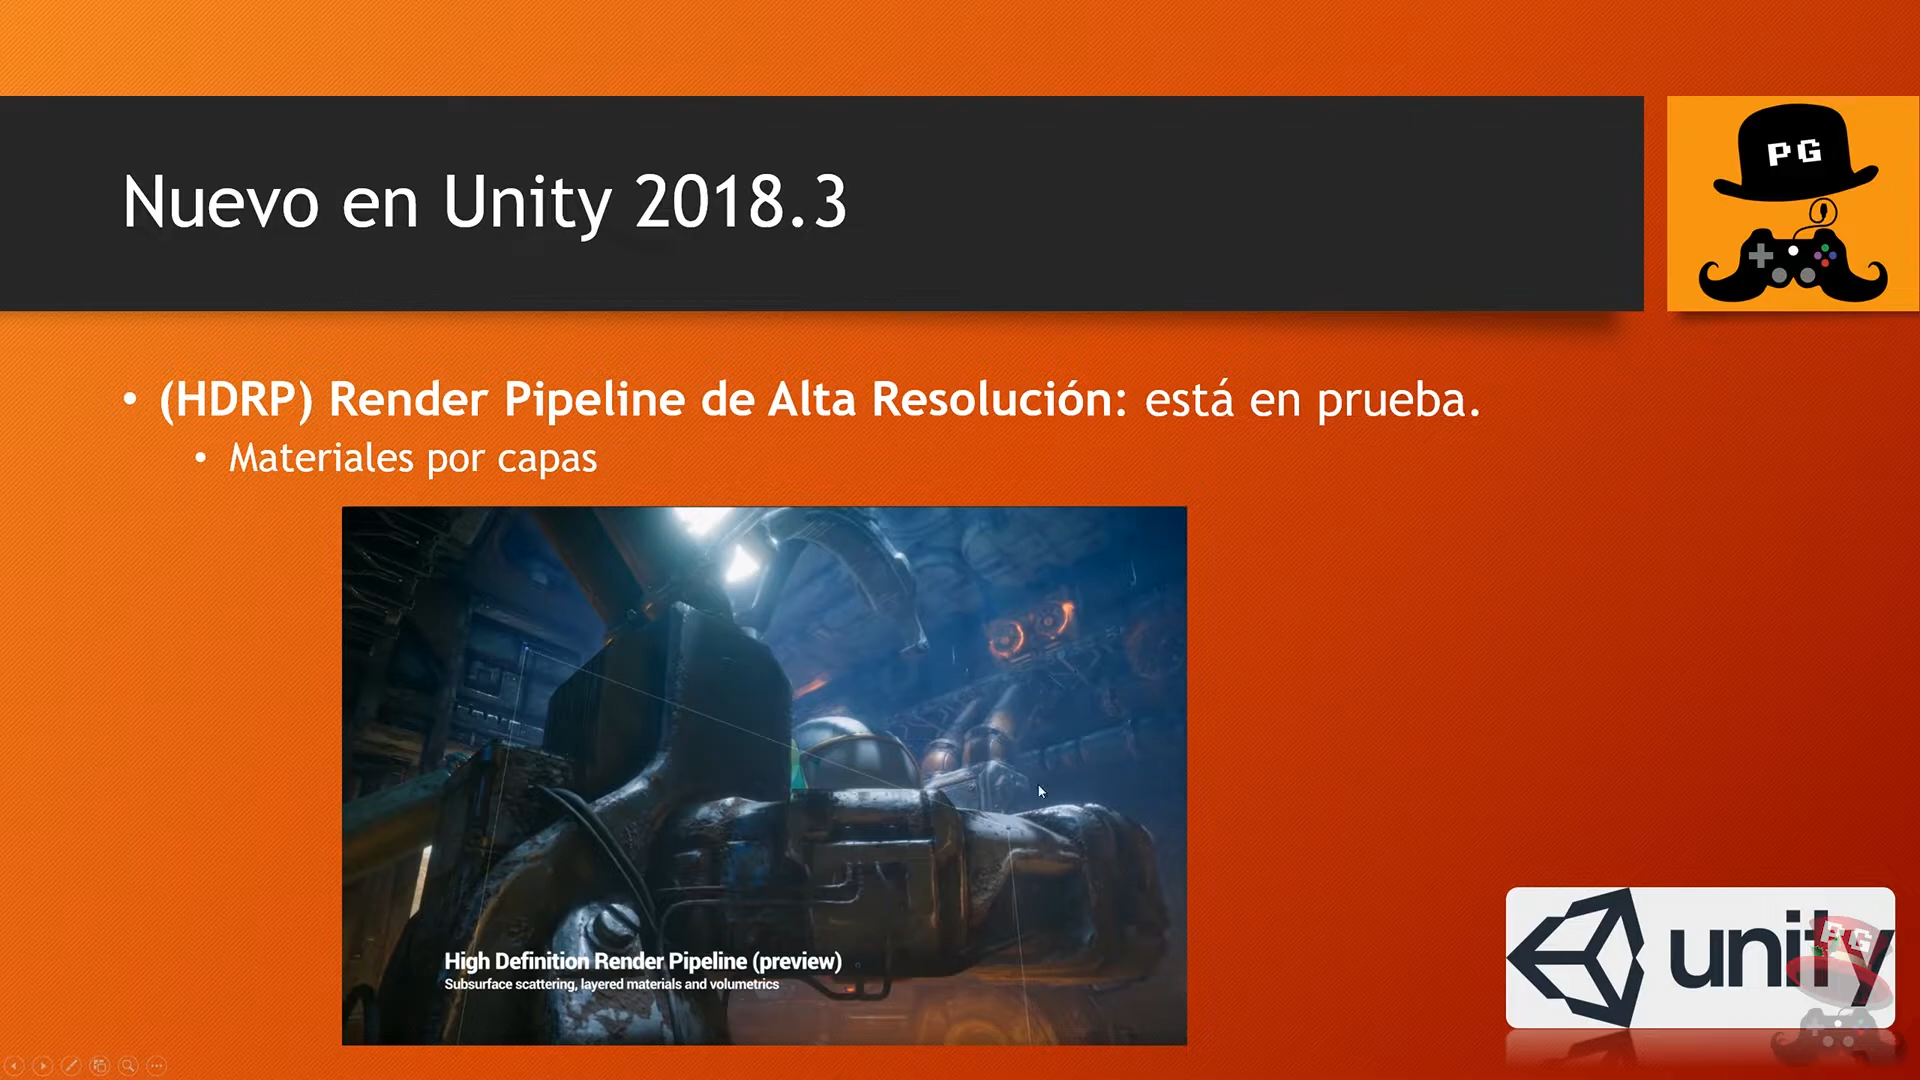 Nuevo en Unity 2018.3
PG
• (HDRP) Render Pipeline de Alta Resolución: está en prueba.
• Materiales por capas
High Definition Render Pipeline (preview)
Subsurface scattering, layered materials and volumetrics
unity
PG